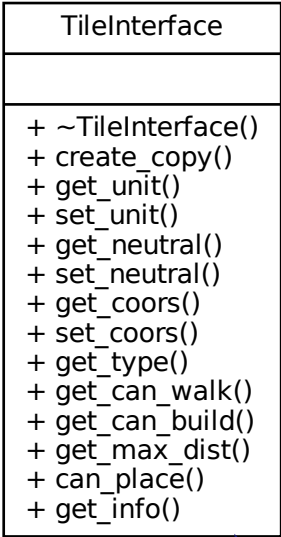 TileInterface
+ ~TileInterface()
+ create_copy()
+ get_unit()
+ set_unit()
+ get_neutral()
+ set_neutral()
+ get_coors()
+ set_coors()
+ get_type()
+ get_can_walk()
+ get_can_build()
+ get_max_dist()
+ can_place()
+ get_info()